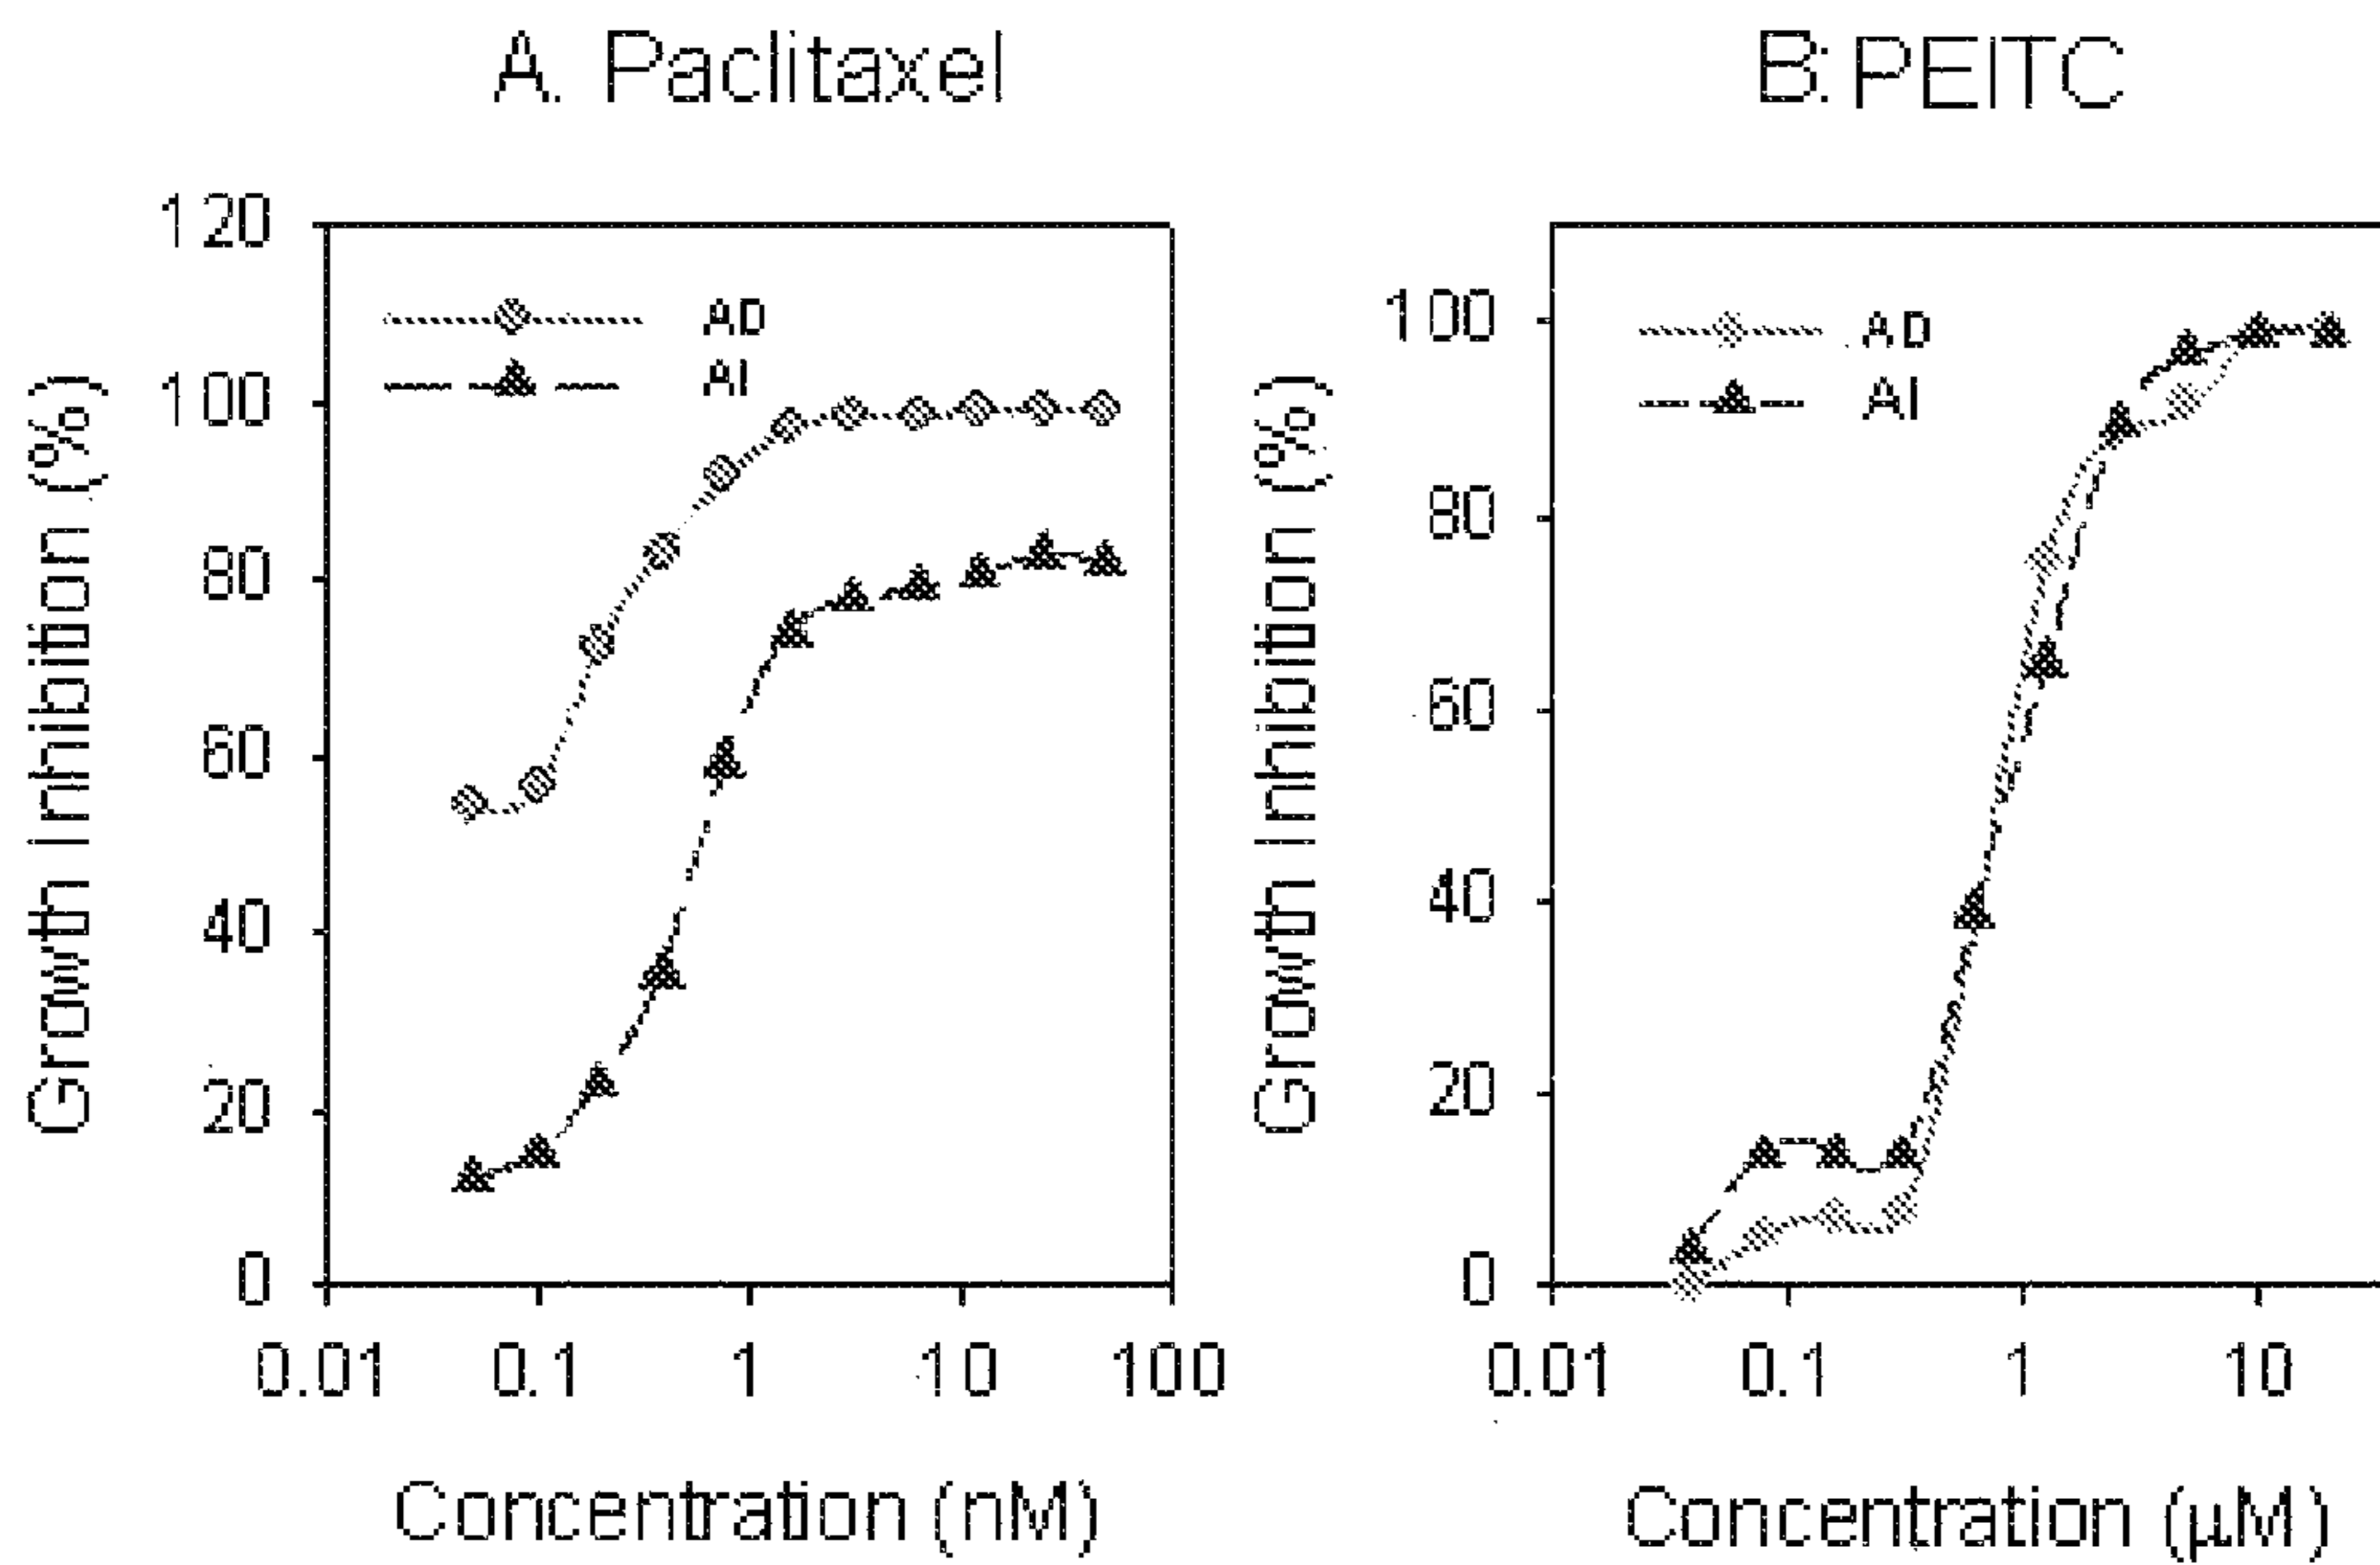 A. Paclitaxel
Growth Inhibition (%)
120
100
80
60
40
20
0
AD
AI
0.01 0.1 1 10 100
Concentration (nM)
B. PEITC
Growth Inhibition (%)
100
80
60
40
20
0
AD
AI
0.01 0.1 1 10
Concentration (µM)